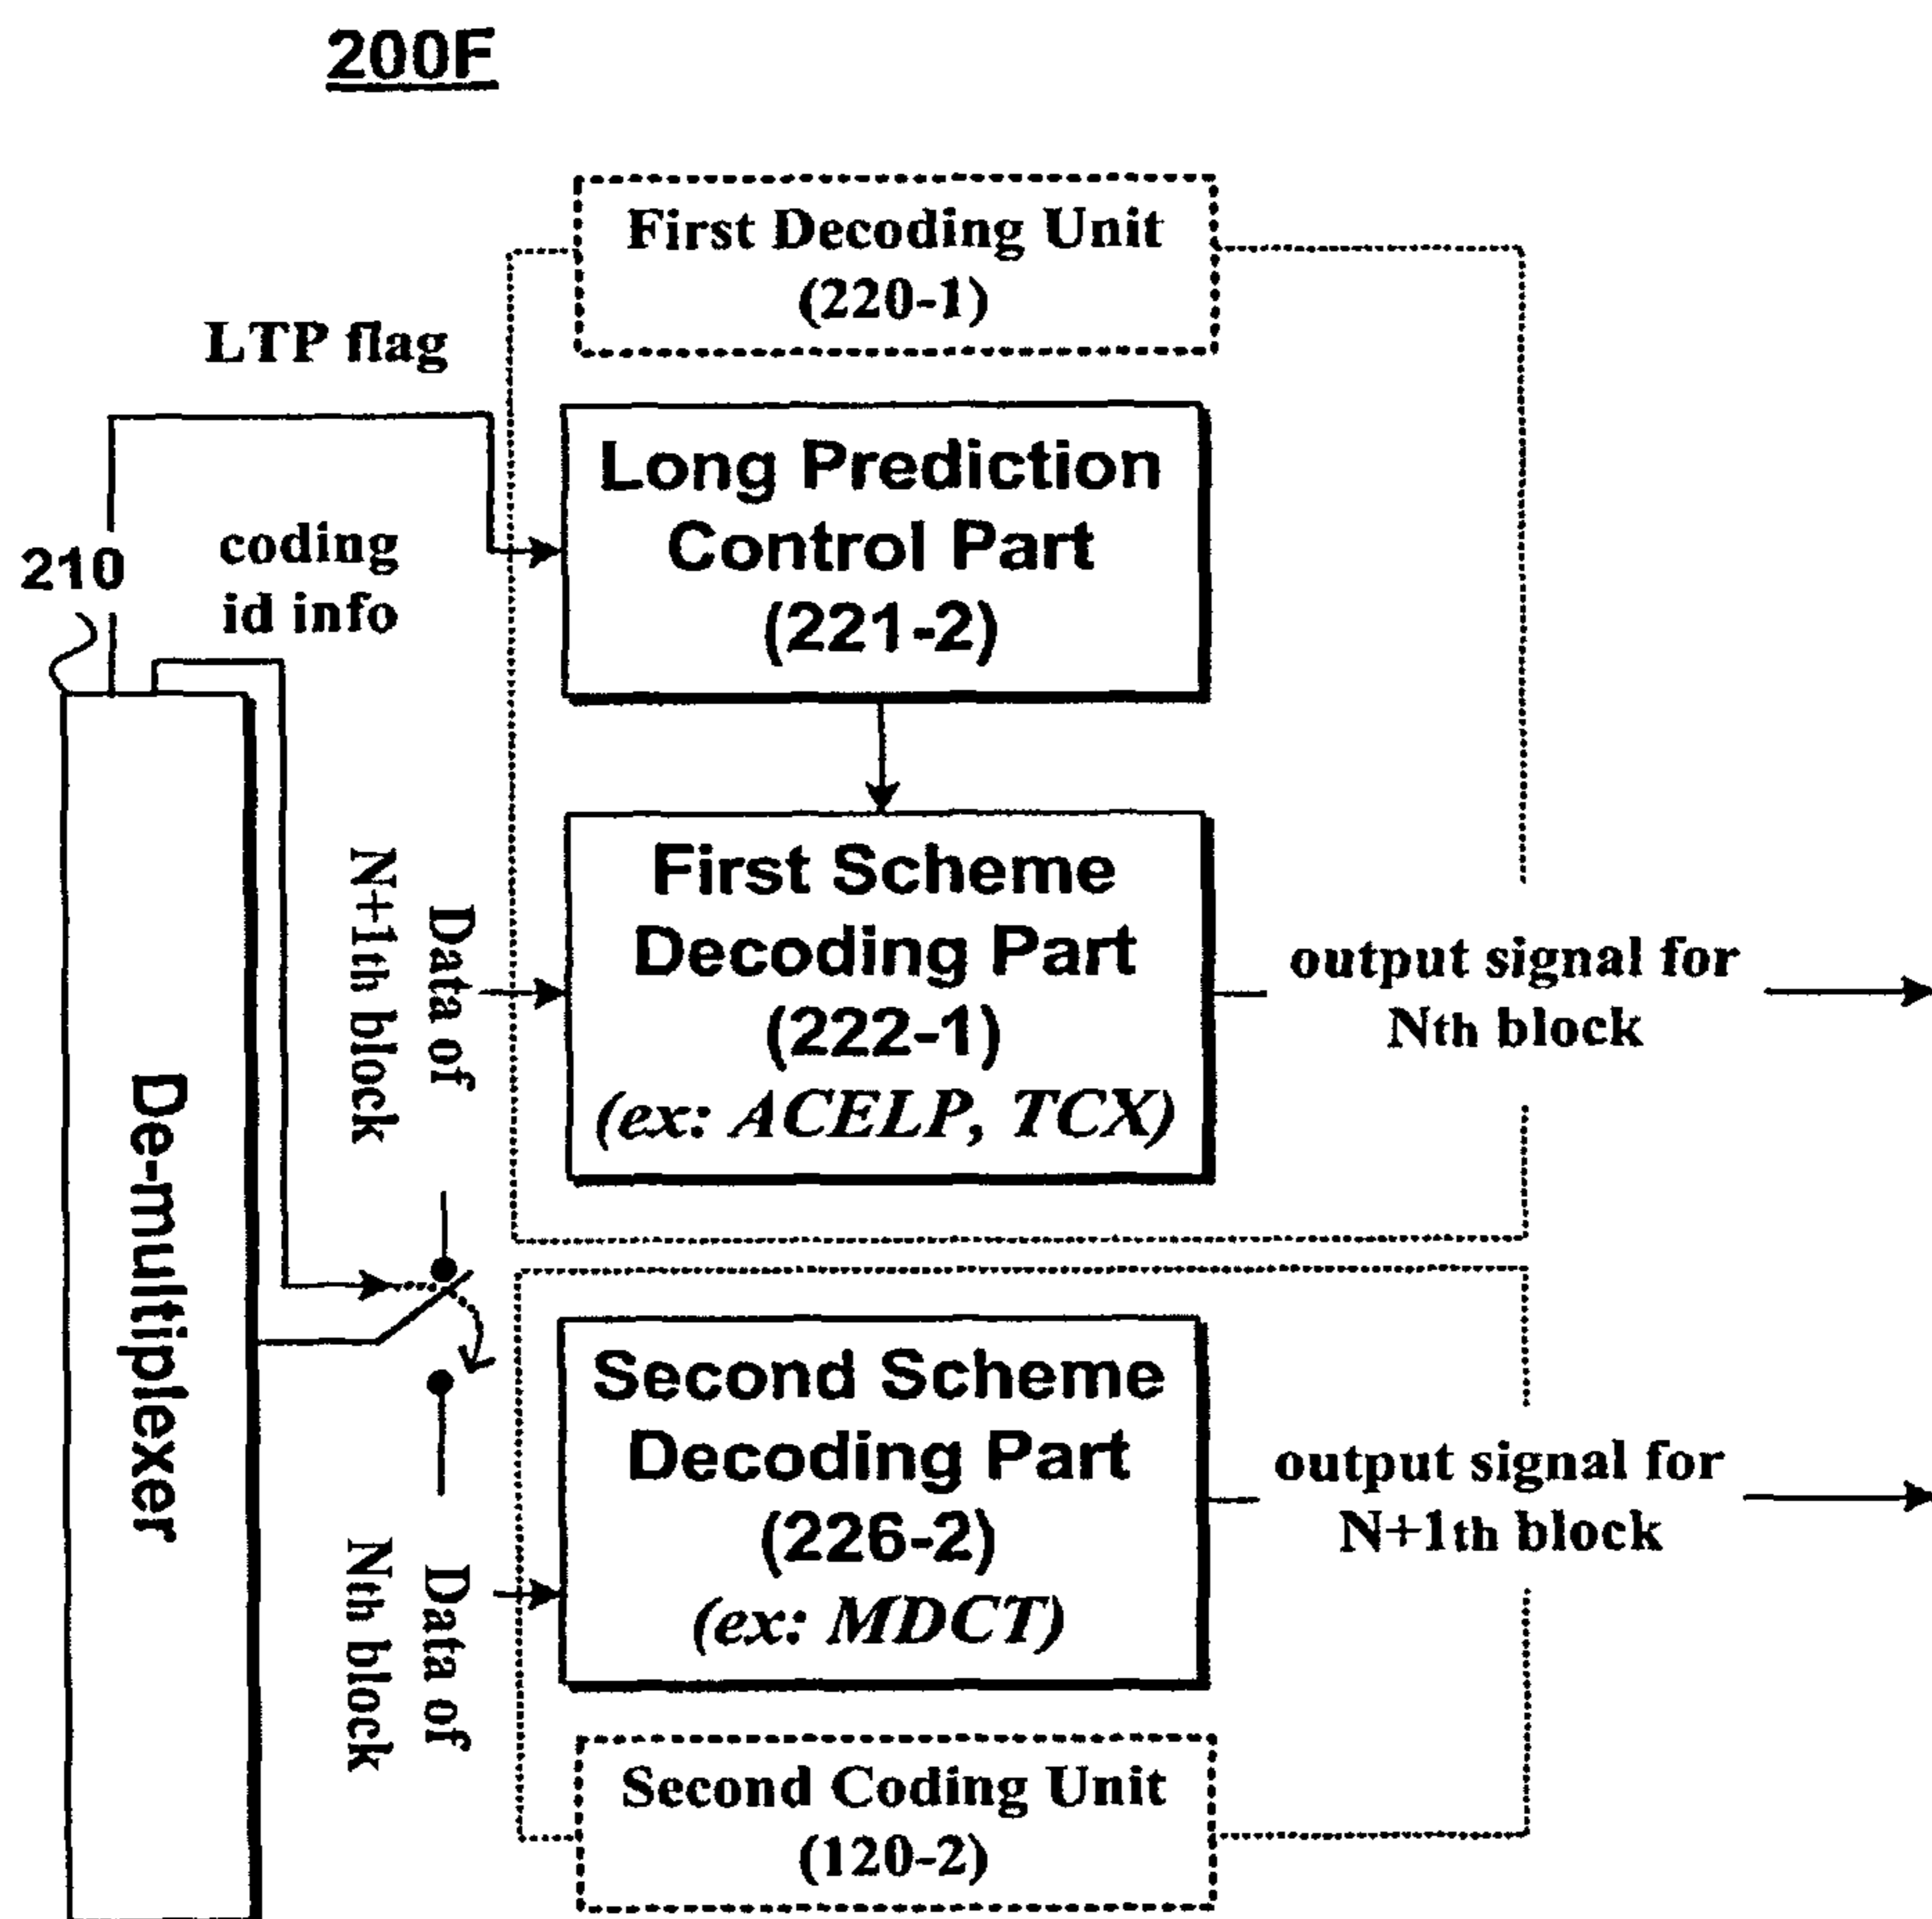 200F
First Decoding Unit
(220-1)
LTP flag
Long Prediction
Control Part
(221-2)
210
coding
id info
First Scheme
Decoding Part
(222-1)
(ex: ACELP, TCX)
Data of
N+1th block
output signal for
Nth block
De-multiplexer
Second Scheme
Decoding Part
(226-2)
(ex: MDCT)
Data of
Nth block
output signal for
N+1th block
Second Coding Unit
(120-2)